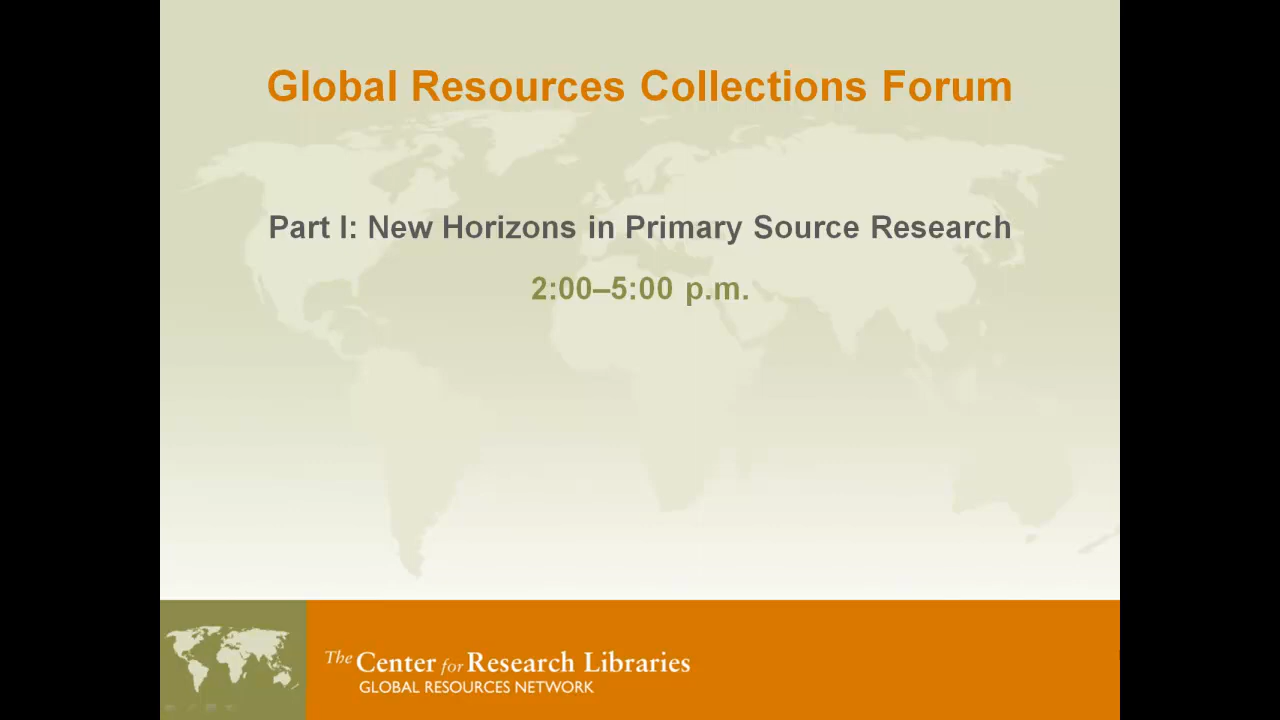 Global Resources Collections Forum
Part I: New Horizons in Primary Source Research
2:00–5:00 p.m.
The Center for Research Libraries
GLOBAL RESOURCES NETWORK